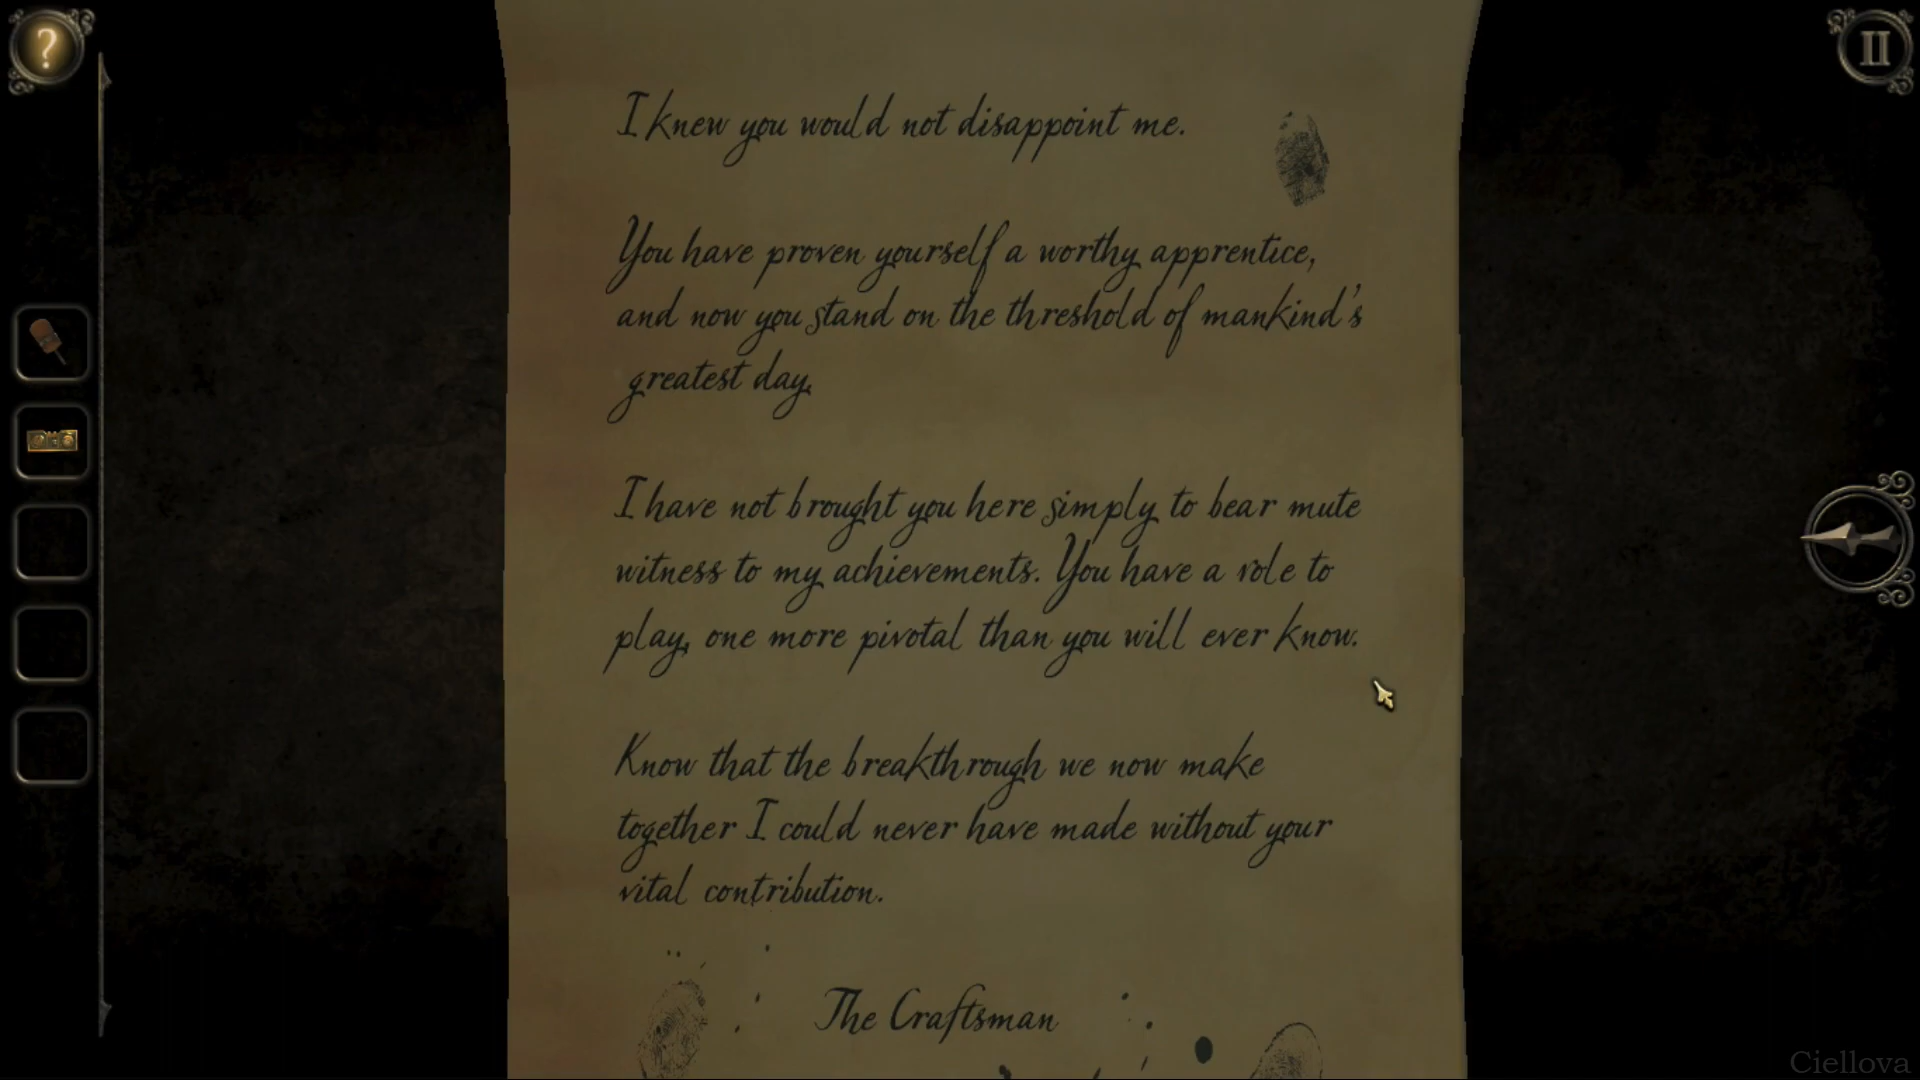 I knew you would not disappoint me.
You have proven yourself a worthy apprentice,
and now you stand on the threshold of mankind's
greatest day.
I have not brought you here simply to bear mute
witness to my achievements. You have a role to
play, one more pivotal than you will ever know.
Know that the breakthrough we now make
together I could never have made without your
vital contribution.
The Craftsman
?
II
Ciellova